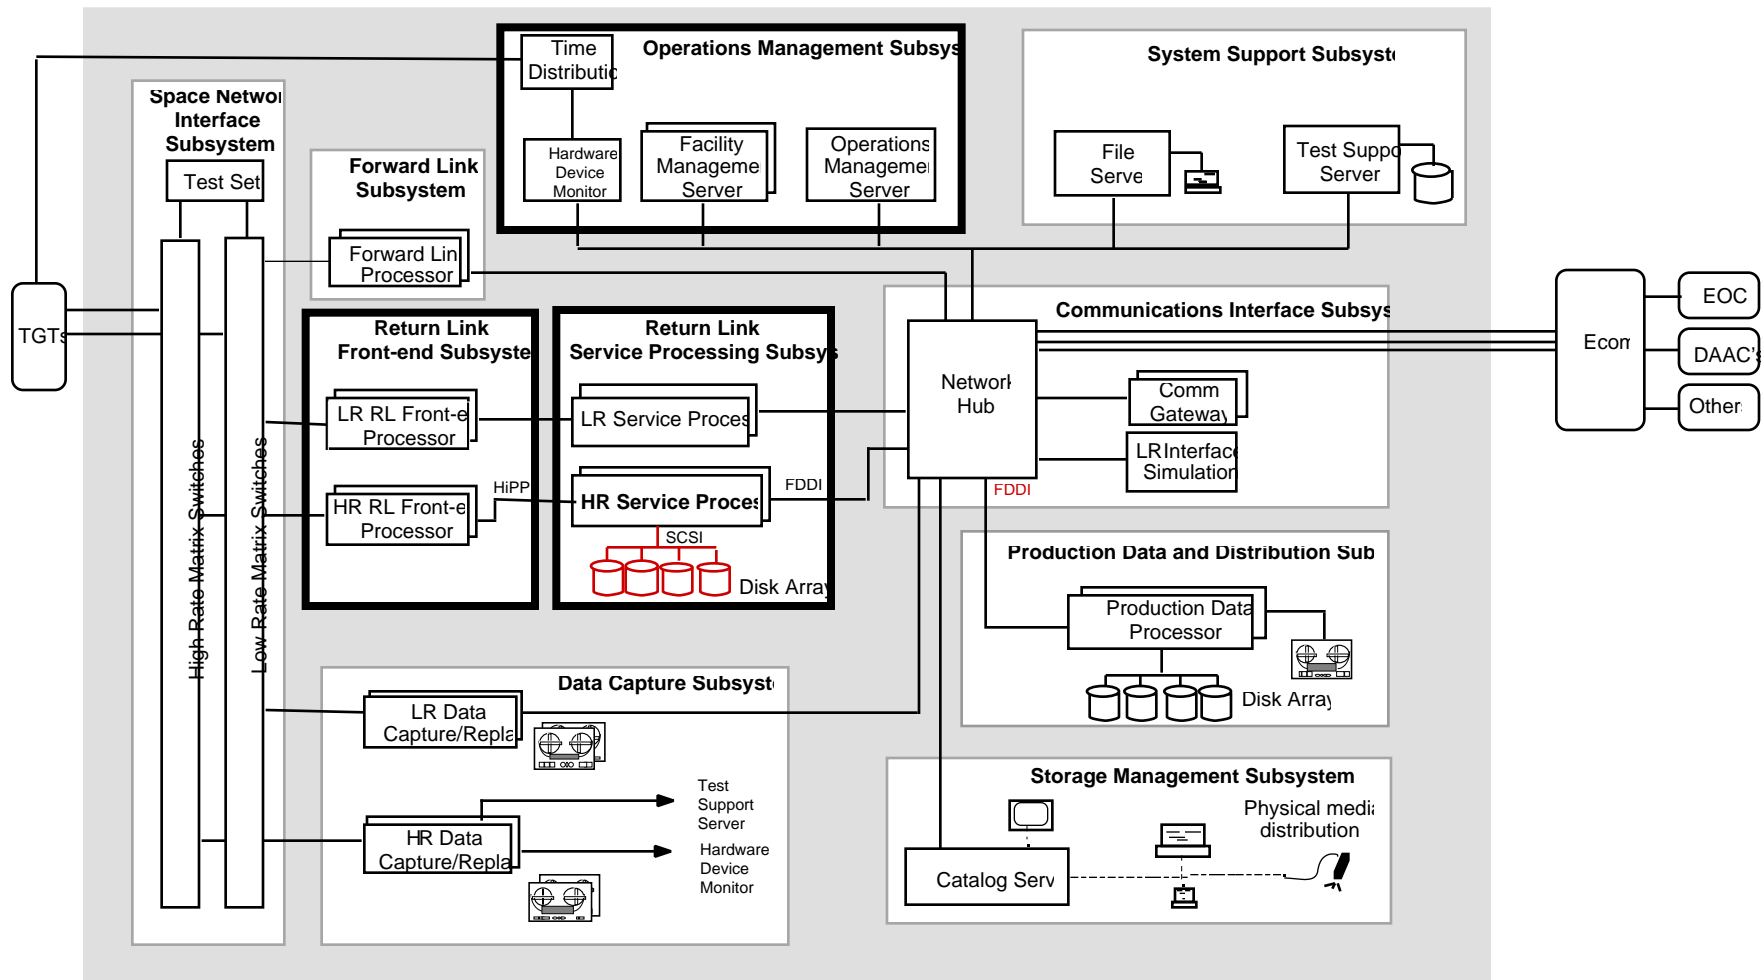 Time
Distributic
Operations Management Subsys
System Support Subsyste
Space Networ
Interface
Subsystem
Test Set
Forward Link
Subsystem
Hardware
Device
Monitor
Facility
Manageme
Server
Operations
Managemer
Server
File
Serve
Test Suppo
Server
Forward Lin
Processor
TGTs
Return Link
Front-end Subsyste
Return Link
Service Processing Subsys
Communications Interface Subsys
Network
Hub
Comm
Gateway
LR Interface
Simulation
Ecom
EOC
DAAC's
Others
LR RL Front-e
Processor
LR Service Proces
HiPP
HR RL Front-e
Processor
HR Service Proces
FDDI
FDDI
SCSI
Disk Array
High Rate Matrix Switches
Low Rate Matrix Switches
Production Data and Distribution Sub
Production Data
Processor
Disk Array
Data Capture Subsyste
LR Data
Capture/Repla
HR Data
Capture/Repla
Test
Support
Server
Hardware
Device
Monitor
Storage Management Subsystem
Physical media
distribution
Catalog Serv